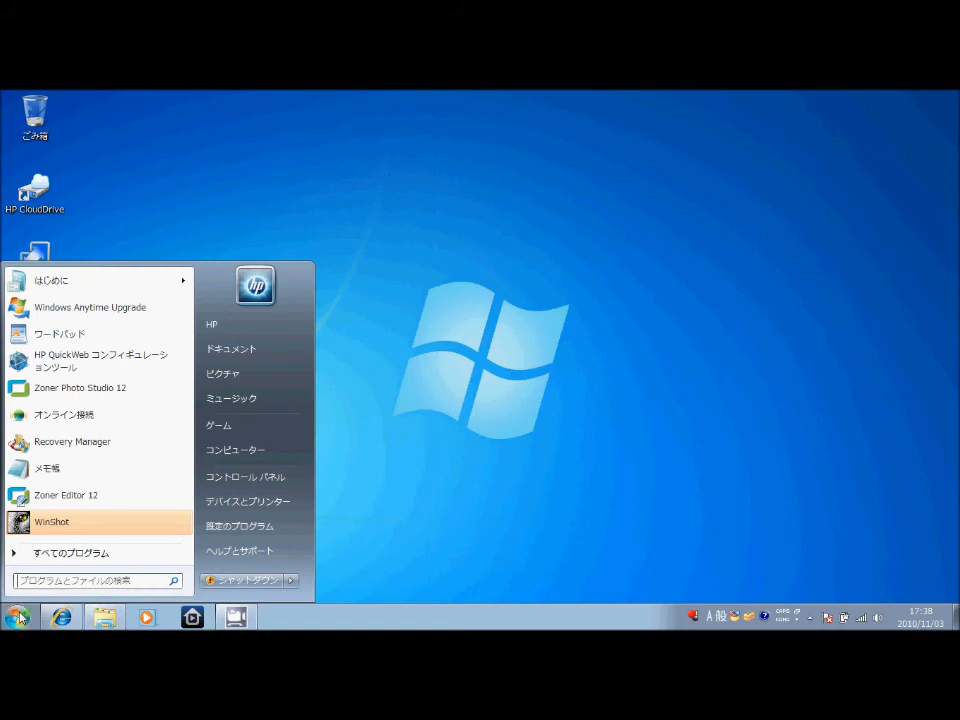 ごみ箱
HP CloudDrive
はじめに
Windows Anytime Upgrade
ワードパッド
HP QuickWeb コンフィギュレーシ
ョンツール
Zoner Photo Studio 12
オンライン接続
Recovery Manager
メモ帳
Zoner Editor 12
WinShot
すべてのプログラム
プログラムとファイルの検索
hp
HP
ドキュメント
ピクチャ
ミュージック
ゲーム
コンピューター
コントロール パネル
デバイスとプリンター
既定のプログラム
ヘルプとサポート
シャットダウン
A 般
CAPS
KANA
17:38
2010/11/03